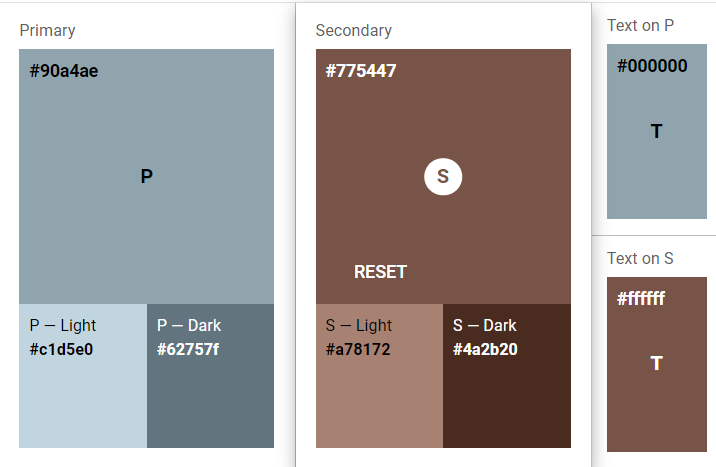 Primary
#90a4ae
P
P — Light
#c1d5e0
P — Dark
#62757f
Secondary
#775447
S
RESET
S — Light
#a78172
S — Dark
#4a2b20
Text on P
#000000
T
Text on S
#ffffff
T